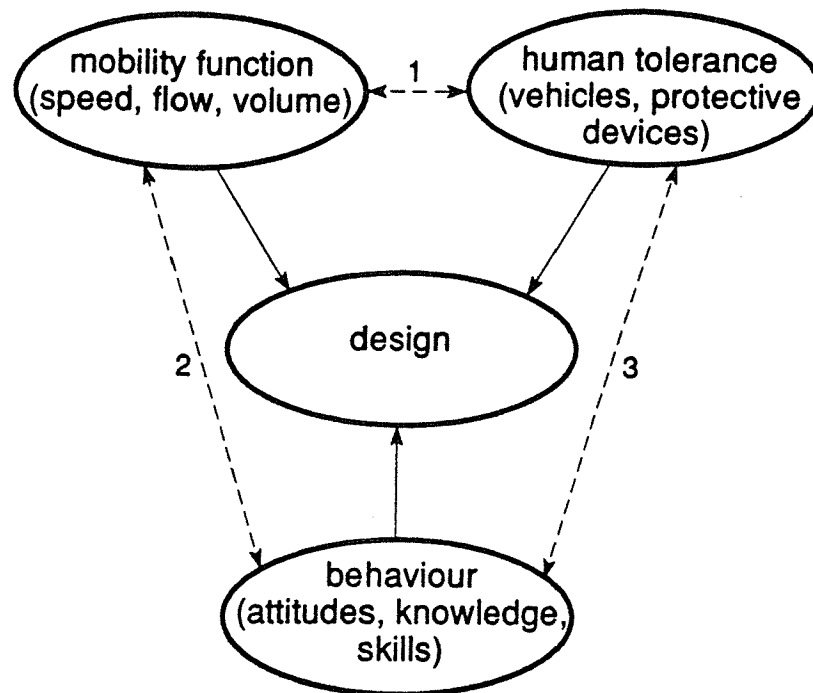 mobility function
(speed, flow, volume)
1
human tolerance
(vehicles, protective
devices)
design
2
3
behaviour
(attitudes, knowledge,
skills)